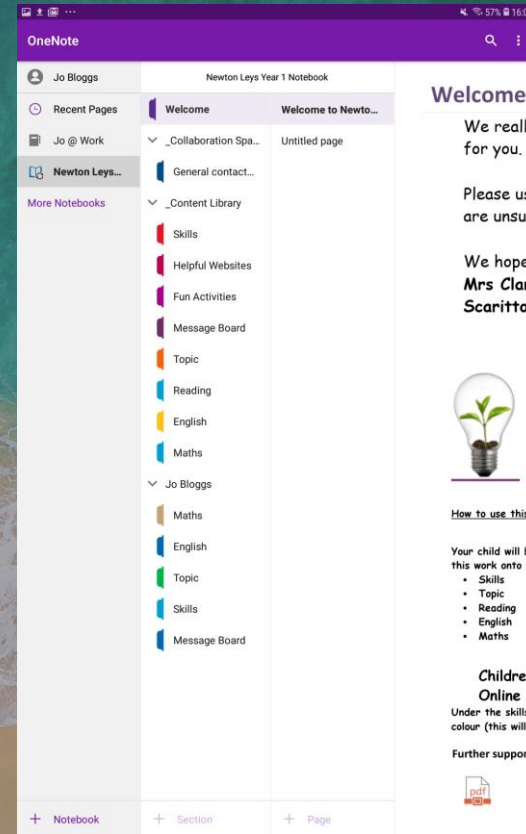 57% 16:0
OneNote
Jo Bloggs
Recent Pages
Jo @ Work
Newton Leys...
More Notebooks
+ Notebook
Newton Leys Year 1 Notebook
Welcome
_Collaboration Spa...
General contact...
_Content Library
Skills
Helpful Websites
Fun Activities
Message Board
Topic
Reading
English
Maths
Jo Bloggs
Maths
English
Topic
Skills
Message Board
+ Section
Welcome to Newto...
Untitled page
+ Page
Welcome
We reall
for you.
Please us
are unsu
We hope
Mrs Clar
Scaritto
How to use this
Your child will b
this work onto
• Skills
• Topic
• Reading
• English
• Maths
Childre
Online
Under the skills
colour (this will
Further suppor
pdf